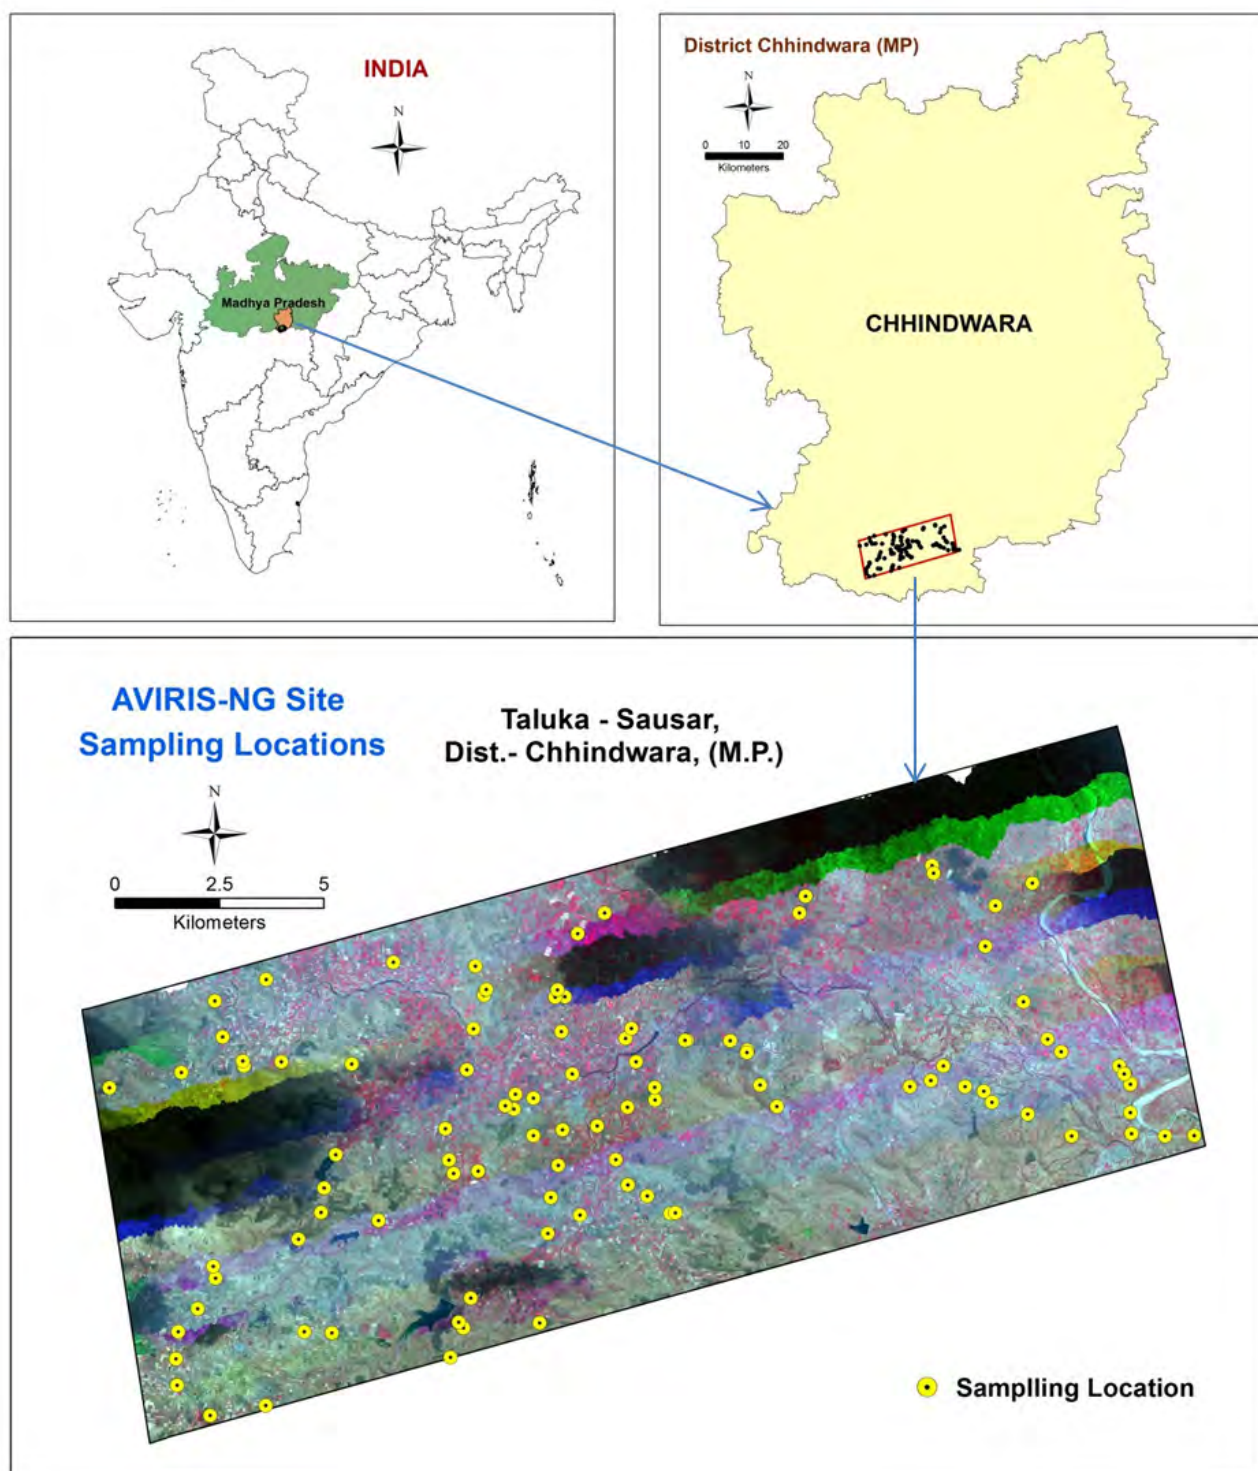 INDIA
N
Madhya Pradesh
District Chhindwara (MP)
N
0 10 20
Kilometers
CHHINDWARA
AVIRIS-NG Site
Sampling Locations
Taluka - Sausar,
Dist.- Chhindwara, (M.P.)
N
0 2.5 5
Kilometers
Samplling Location